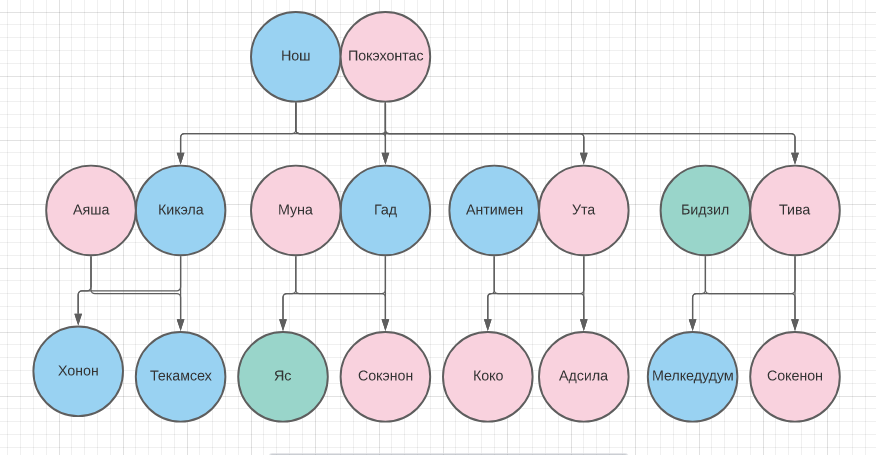 Нош
Покэхонтас
Аяша
Кикэла
Муна
Гад
Антимен
Ута
Бидзил
Тива
Хонон
Текамсех
Яс
Сокэнон
Коко
Адсила
Мелкедудум
Сокенон